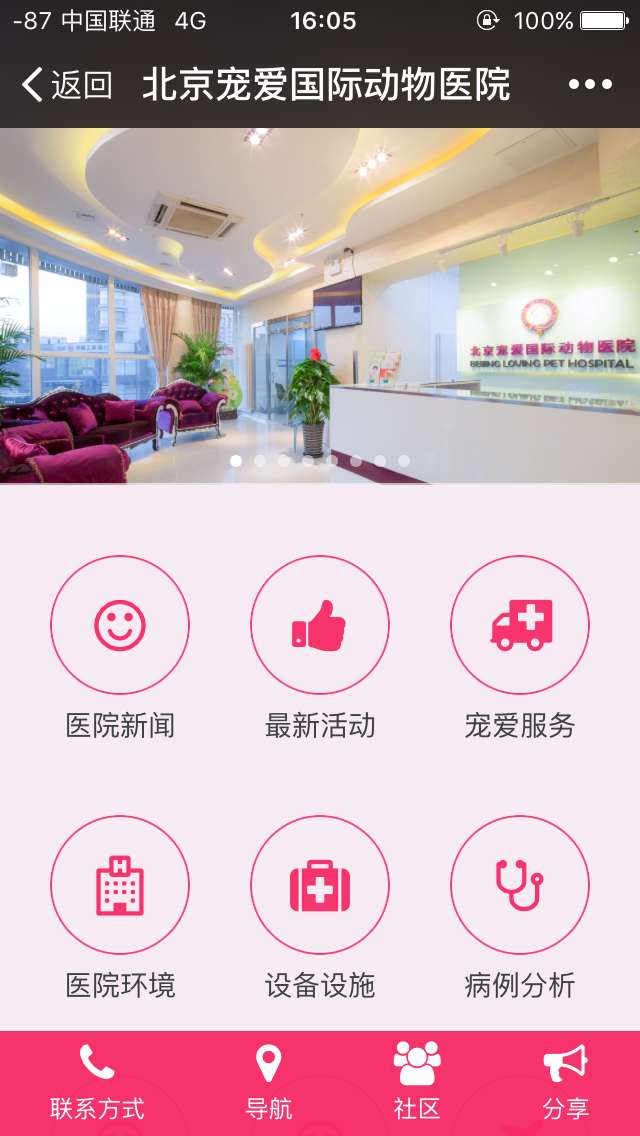 -87 中国联通 4G 16:05 100%
返回 北京宠爱国际动物医院
北京宠爱国际动物医院
BEIJING LOVING PET HOSPITAL
医院新闻 最新活动 宠爱服务
医院环境 设备设施 病例分析
联系方式 导航 社区 分享